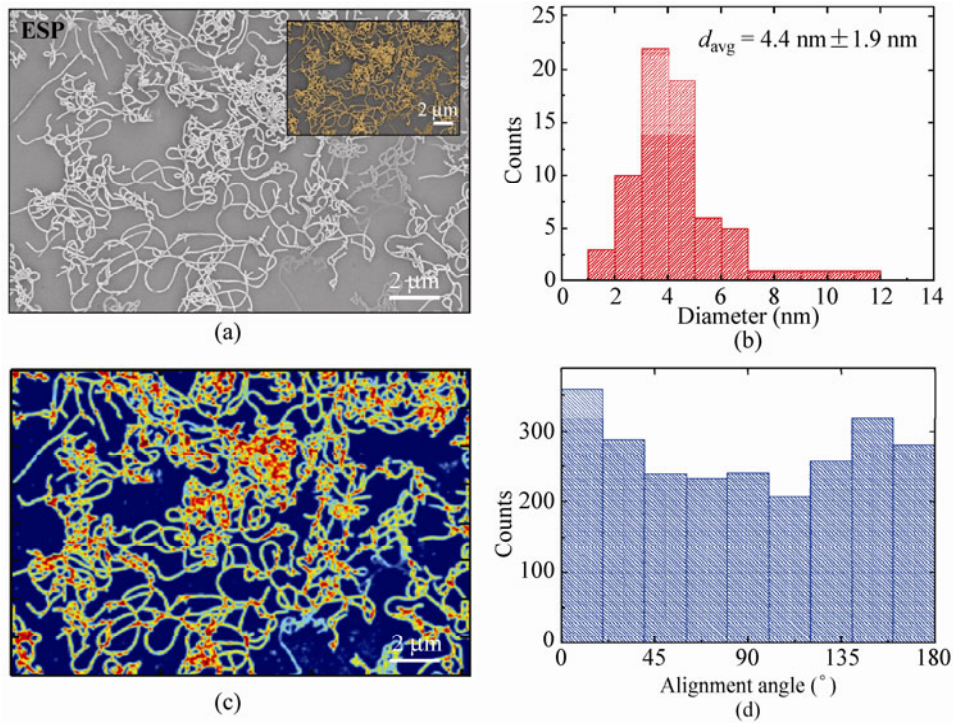 ESP
2 μm
2 μm
(a)
d_avg = 4.4 nm ± 1.9 nm
25
20
15
10
5
0
Counts
0 2 4 6 8 10 12 14
Diameter (nm)
(b)
2 μm
(c)
300
200
100
0
Counts
0 45 90 135 180
Alignment angle (°)
(d)